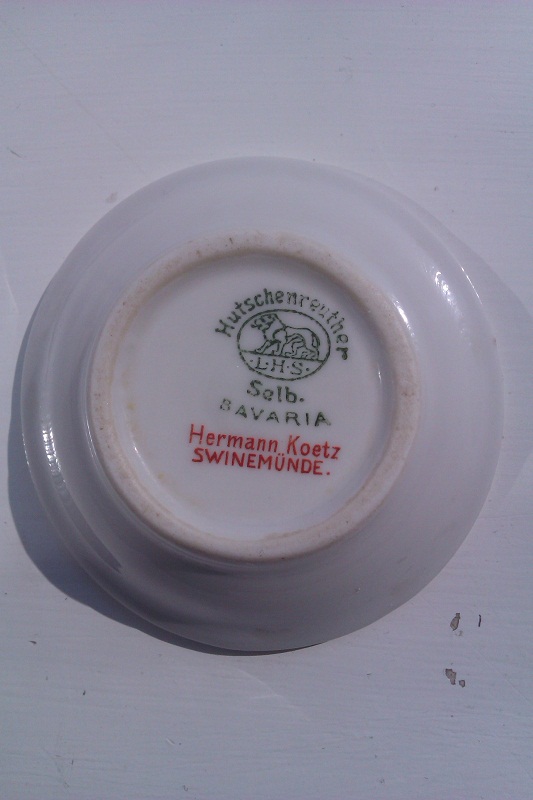 Hutschenreuther
·L·H·S·
Selb.
BAVARIA
Hermann Koetz
SWINEMÜNDE.